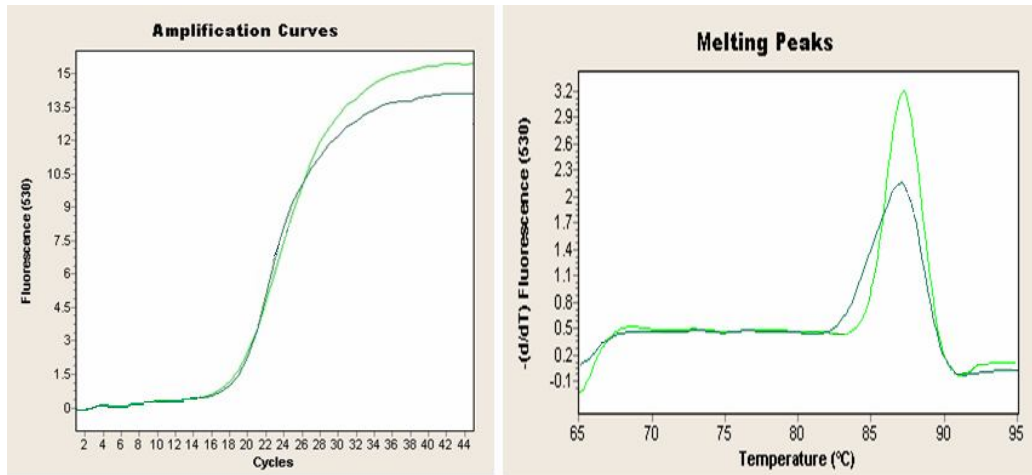 Amplification Curves
Fluorescence (530)
15
13.5
12
10.5
9
7.5
6
4.5
3
1.5
0
2 4 6 8 10 12 14 16 18 20 22 24 26 28 30 32 34 36 38 40 42 44
Cycles
Melting Peaks
-(d/dT) Fluorescence (530)
3.2
2.9
2.6
2.3
2
1.7
1.4
1.1
0.8
0.5
0.2
-0.1
65 70 75 80 85 90 95
Temperature (°C)